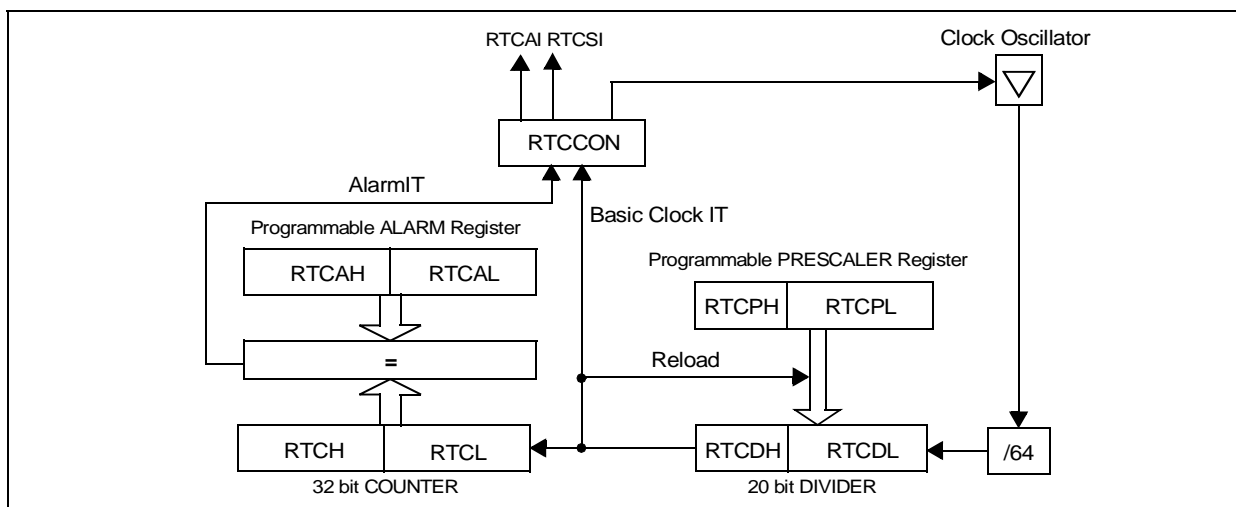 RTCAI RTCSI
Clock Oscillator
RTCCON
AlarmIT
Basic Clock IT
Programmable ALARM Register
RTCAH RTCAL
Programmable PRESCALER Register
RTCPH RTCPL
=
Reload
RTCH RTCL
RTCDH RTCDL
/64
32 bit COUNTER
20 bit DIVIDER